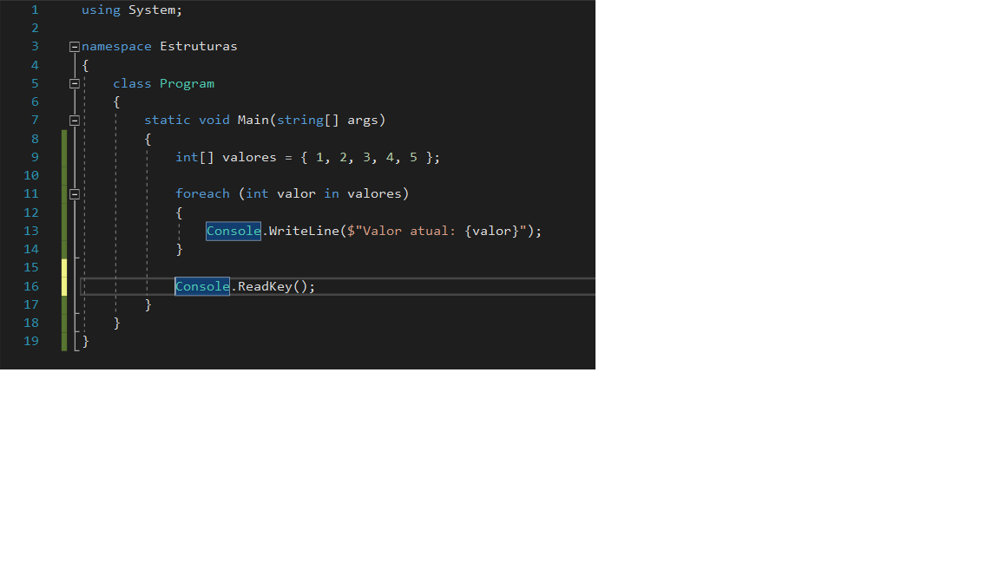 1 using System;
2
3 namespace Estruturas
4 {
5 class Program
6 {
7 static void Main(string[] args)
8 {
9 int[] valores = { 1, 2, 3, 4, 5 };
10
11 foreach (int valor in valores)
12 {
13 Console.WriteLine($"Valor atual: {valor}");
14 }
15
16 Console.ReadKey();
17 }
18 }
19 }